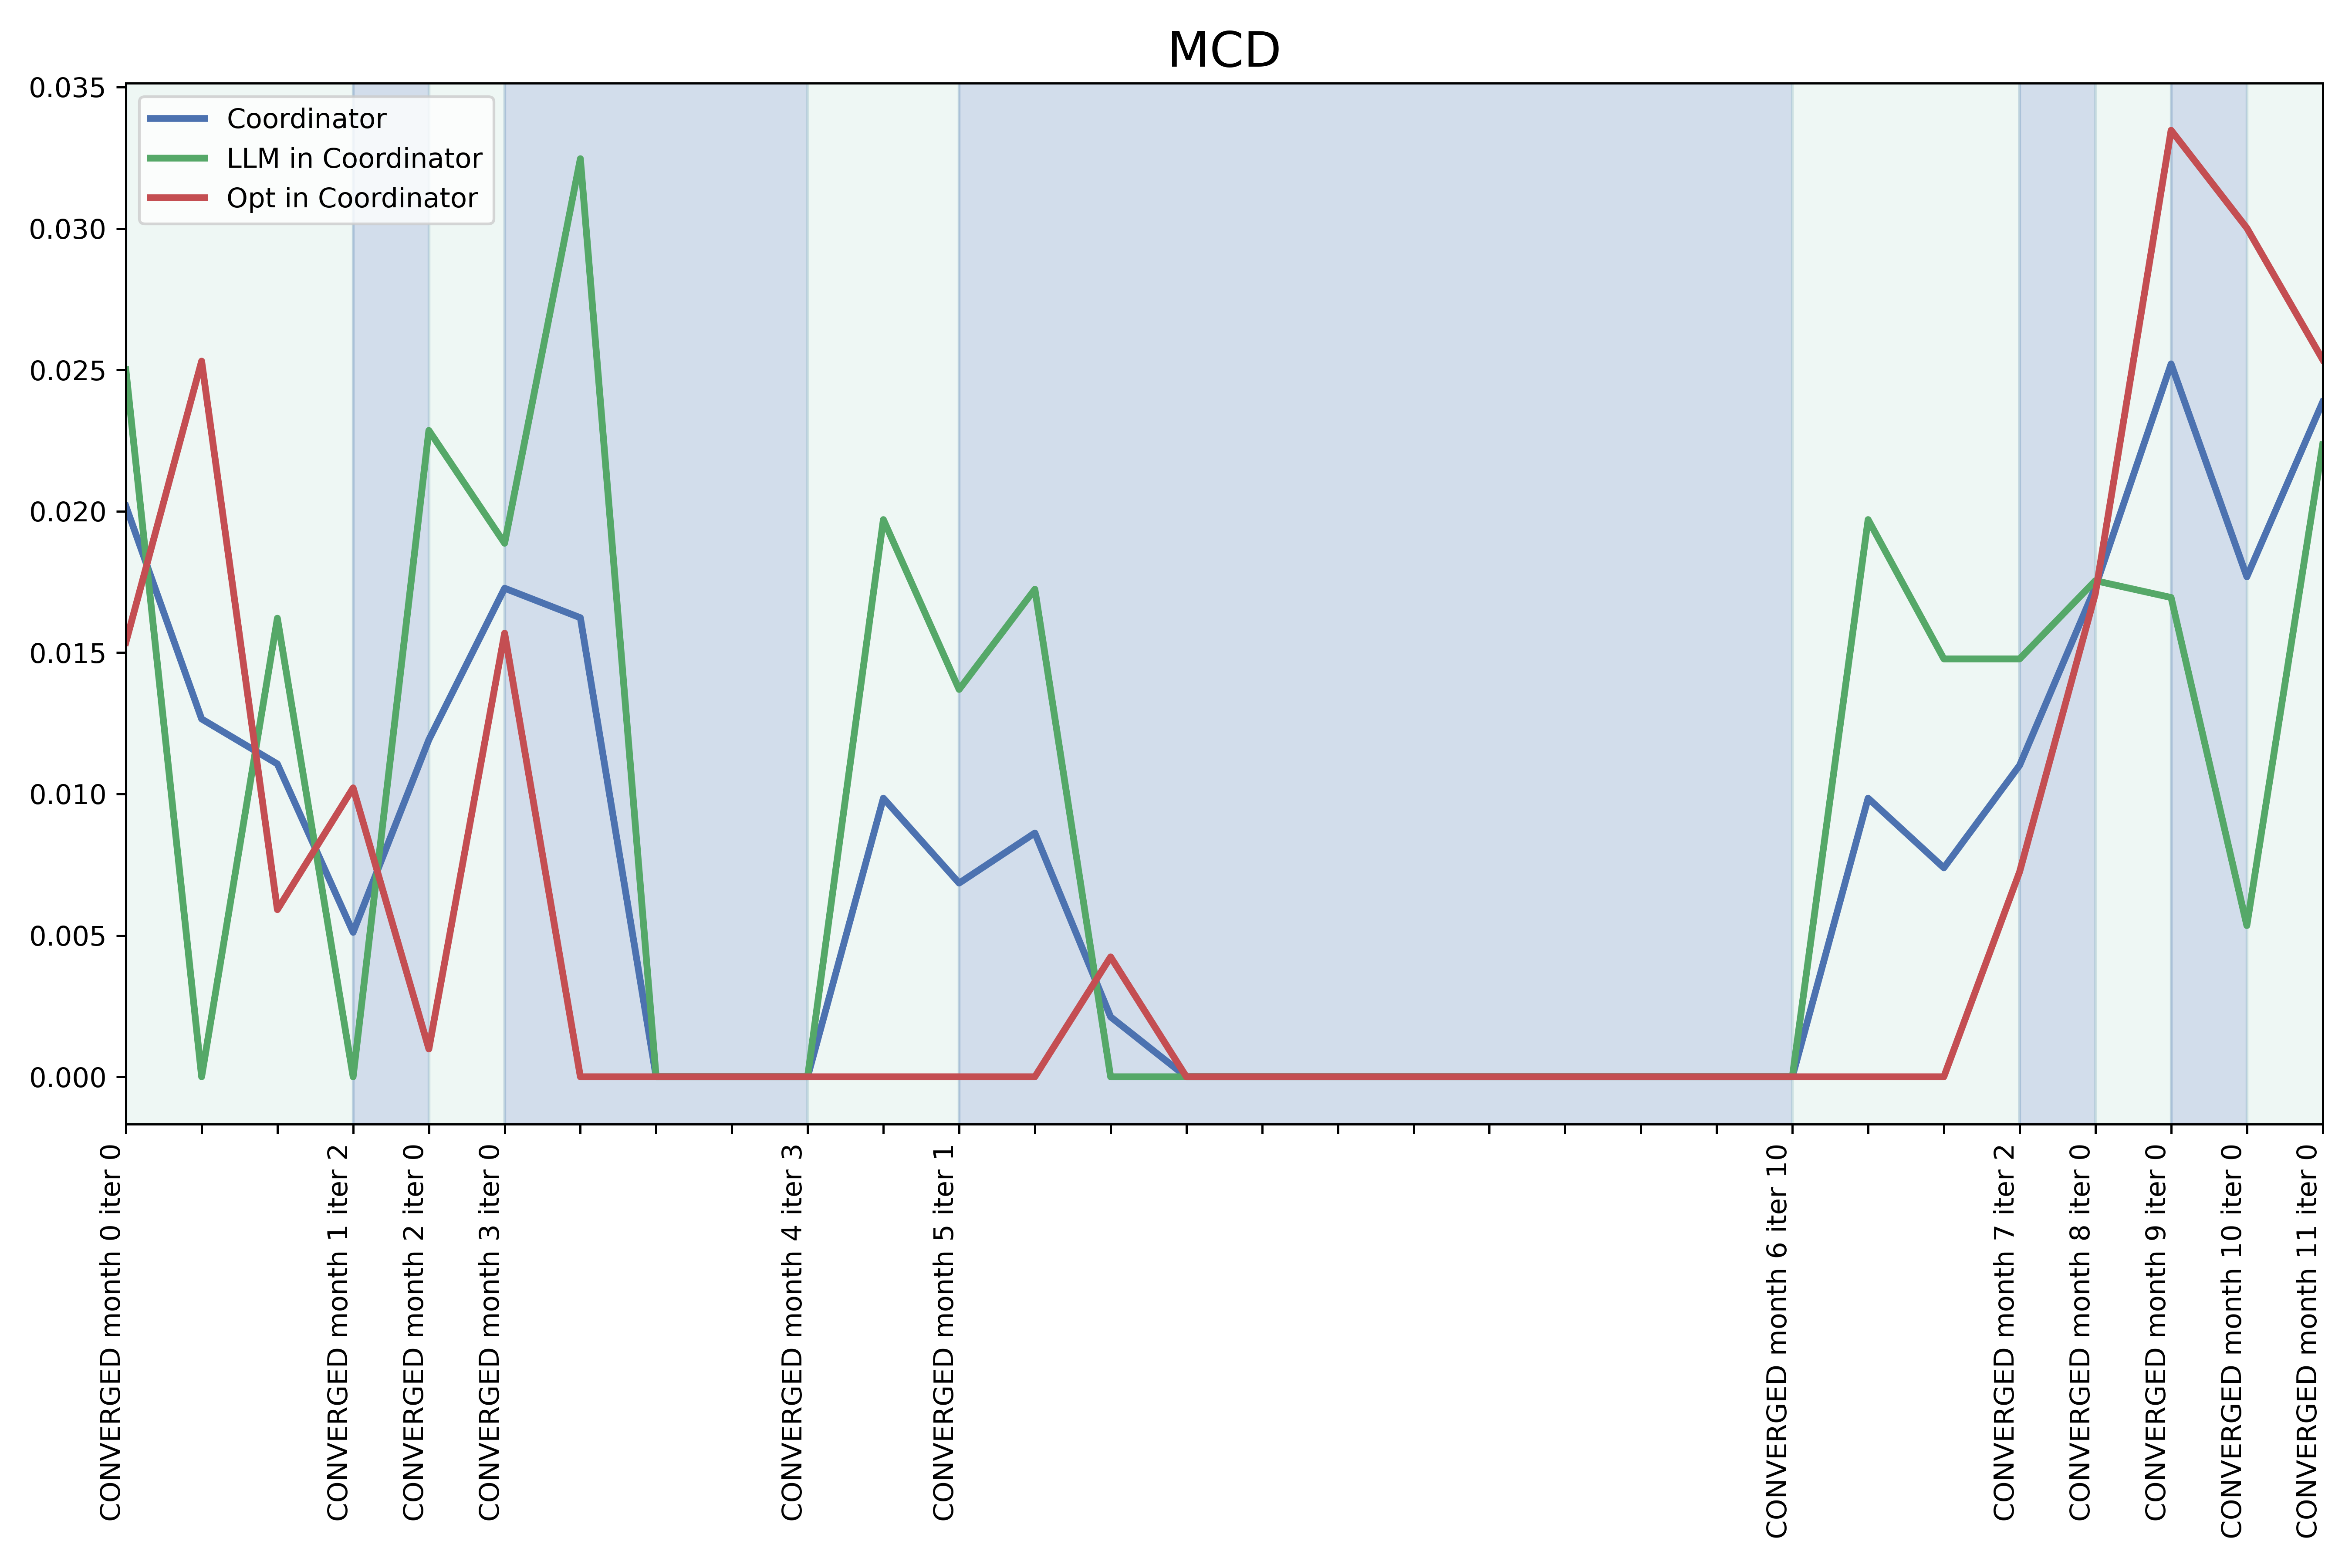 MCD
0.035
0.030
0.025
0.020
0.015
0.010
0.005
0.000
Coordinator
LLM in Coordinator
Opt in Coordinator
CONVERGED month 0 iter 0
CONVERGED month 1 iter 2
CONVERGED month 2 iter 0
CONVERGED month 3 iter 0
CONVERGED month 4 iter 3
CONVERGED month 5 iter 1
CONVERGED month 6 iter 10
CONVERGED month 7 iter 2
CONVERGED month 8 iter 0
CONVERGED month 9 iter 0
CONVERGED month 10 iter 0
CONVERGED month 11 iter 0